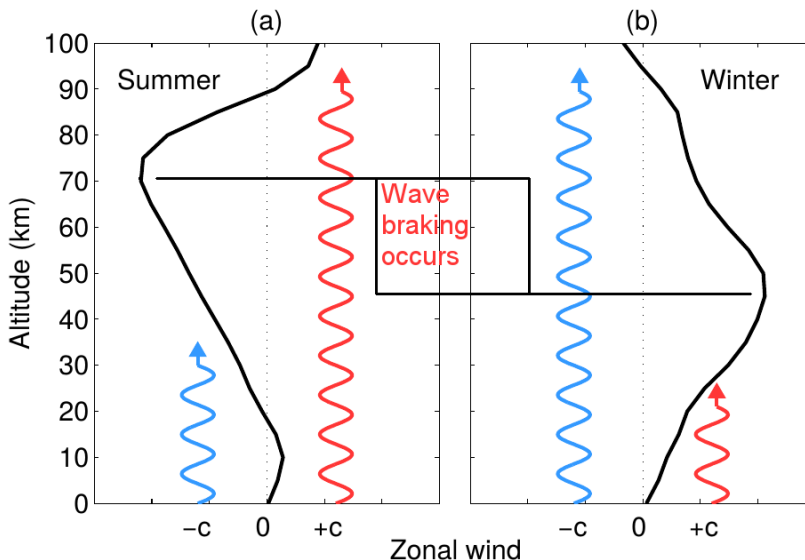 (a) (b)
Summer
Winter
Wave
braking
occurs
100
90
80
70
60
50
40
30
20
10
0
Altitude (km)
−c 0 +c −c 0 +c
Zonal wind